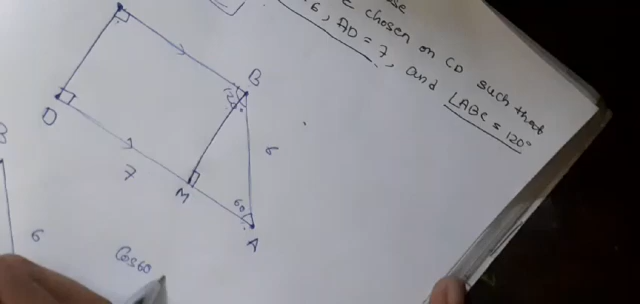 chosen on CD such that
6, AD = 7, and ∠ABC = 120°
B
D
6
7
M
60
A
6
Cos60